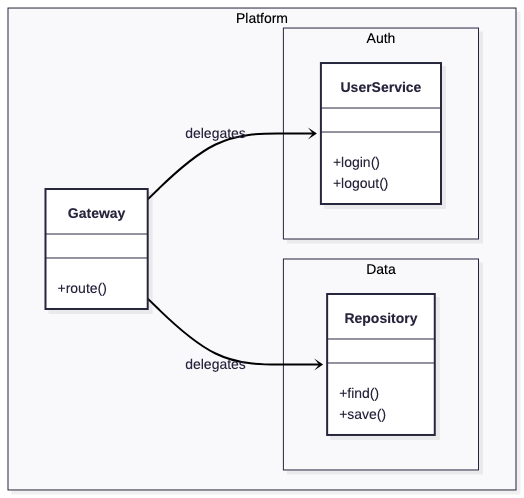 Platform
Auth
UserService
+login()
+logout()
delegates
Gateway
+route()
delegates
Data
Repository
+find()
+save()